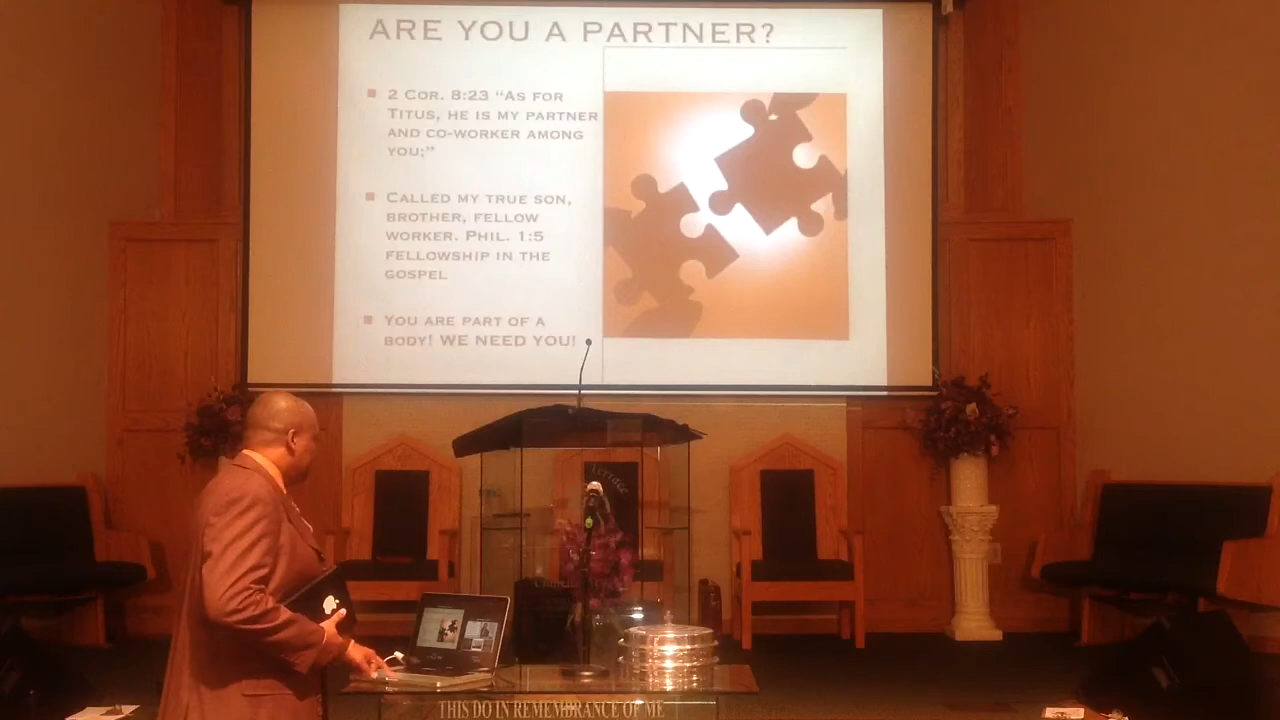 ARE YOU A PARTNER?
2 COR. 8:23 “AS FOR
TITUS, HE IS MY PARTNER
AND CO-WORKER AMONG
YOU;”
CALLED MY TRUE SON,
BROTHER, FELLOW
WORKER. PHIL. 1:5
FELLOWSHIP IN THE
GOSPEL
YOU ARE PART OF A
BODY! WE NEED YOU!
Terrace
Church
THIS DO IN REMEMBRANCE OF ME